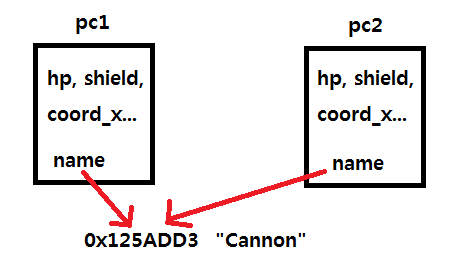 pc1
hp, shield,
coord_x...
name
pc2
hp, shield,
coord_x...
name
0x125ADD3 "Cannon"